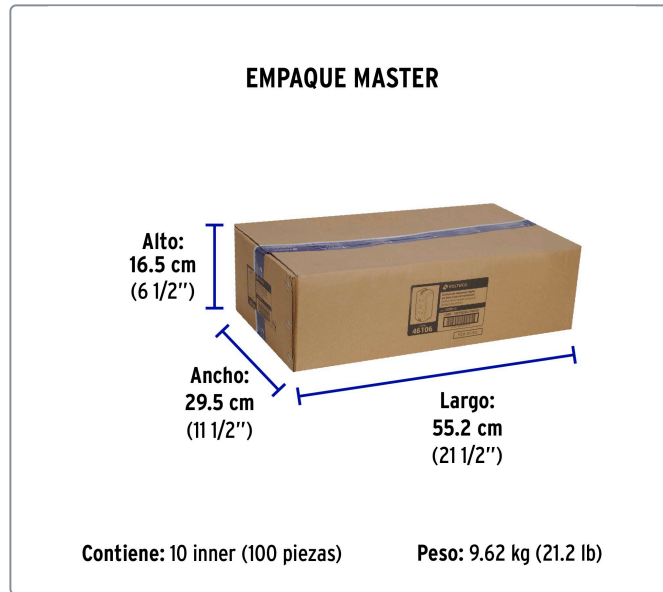 EMPAQUE MASTER
Alto:
16.5 cm
(6 1/2’’)
Ancho:
29.5 cm
(11 1/2’’)
Largo:
55.2 cm
(21 1/2’’)
VOLTECK
46106
Contiene: 10 inner (100 piezas)
Peso: 9.62 kg (21.2 lb)